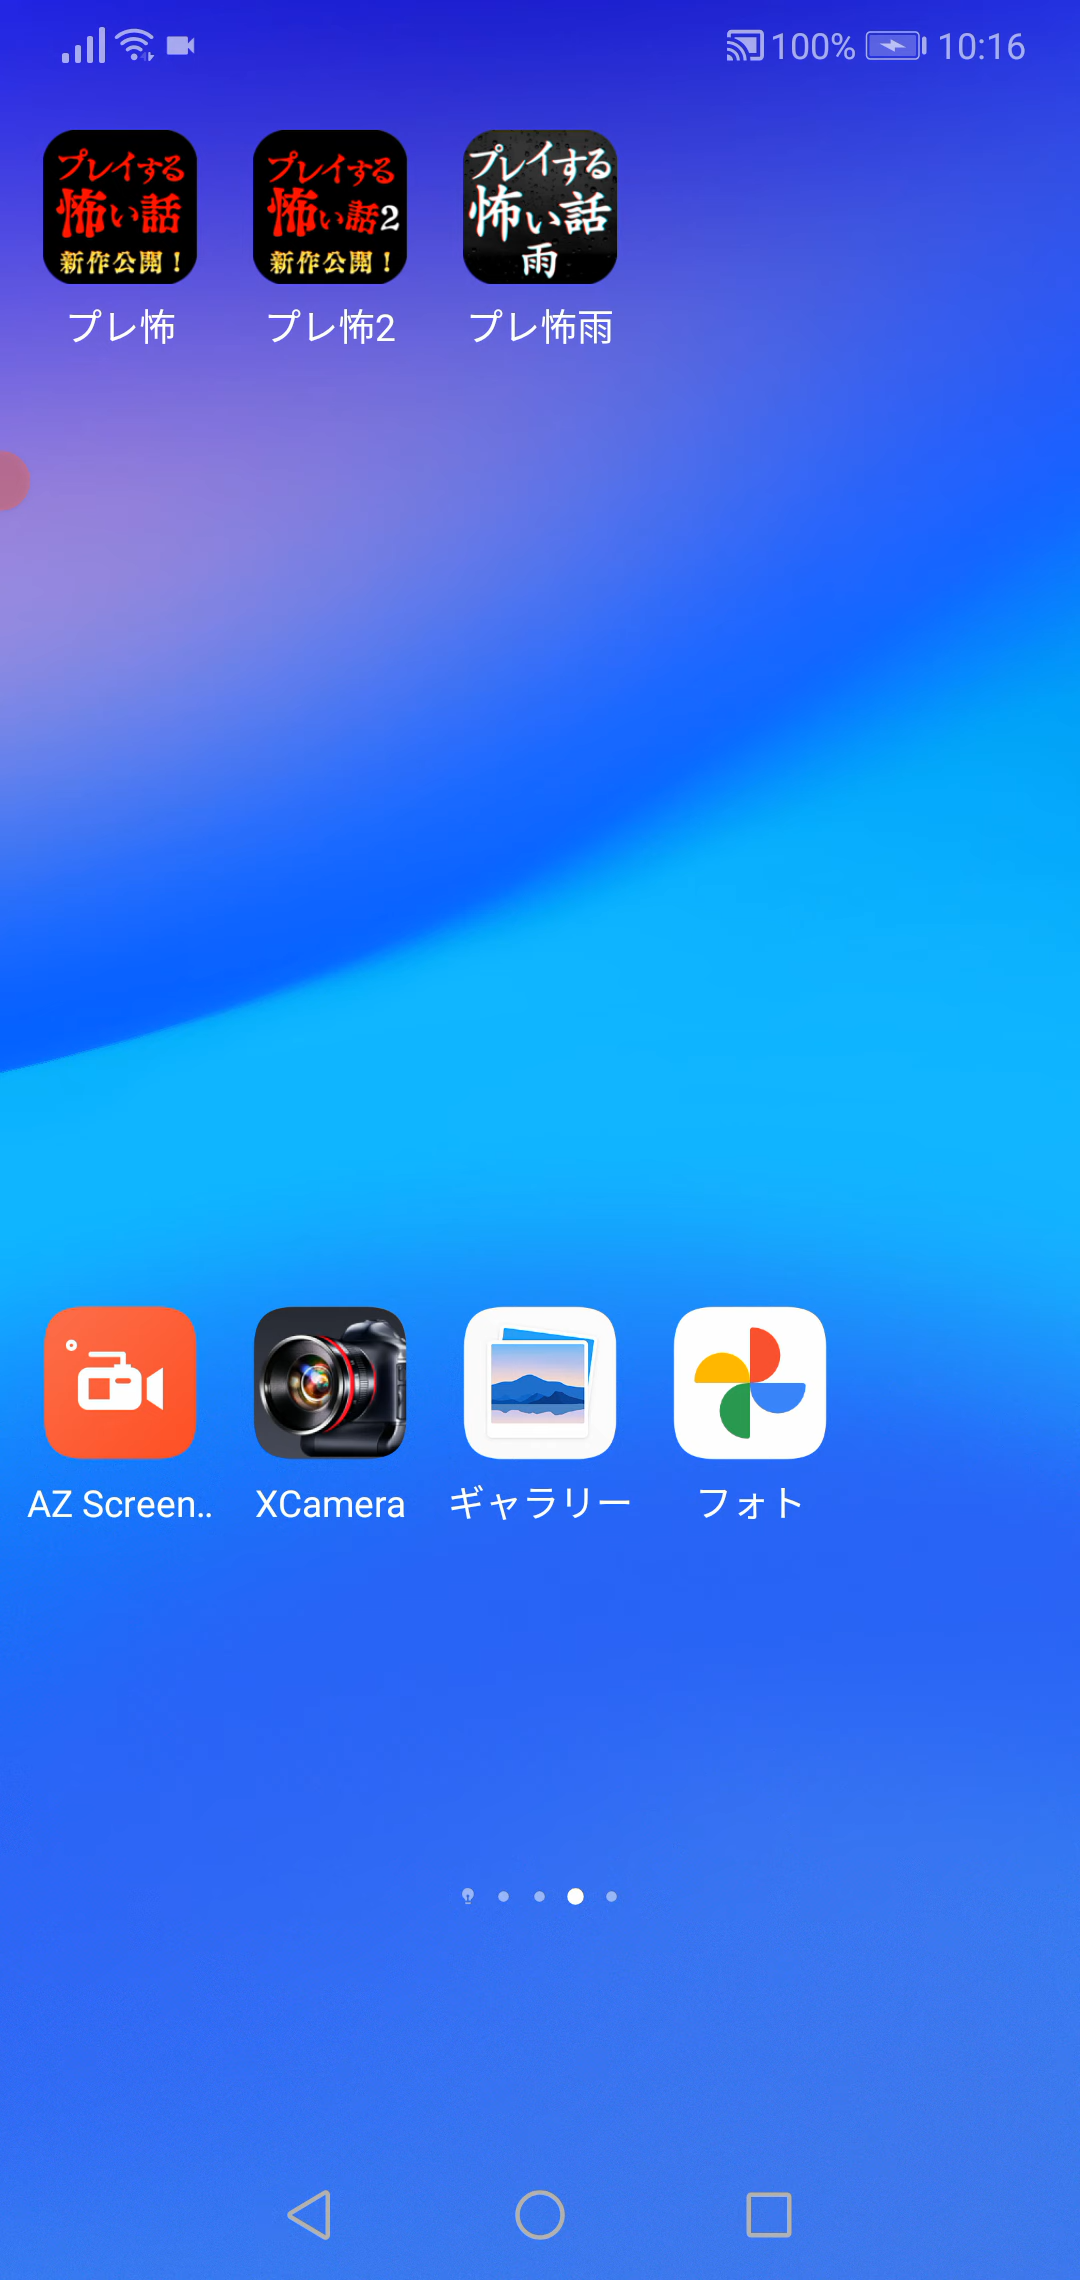 100% 10:16
プレイする
怖い話
新作公開！
プレイする
怖い話2
新作公開！
プレイする
怖い話
雨
プレ怖
プレ怖2
プレ怖雨
AZ Screen..
XCamera
ギャラリー
フォト